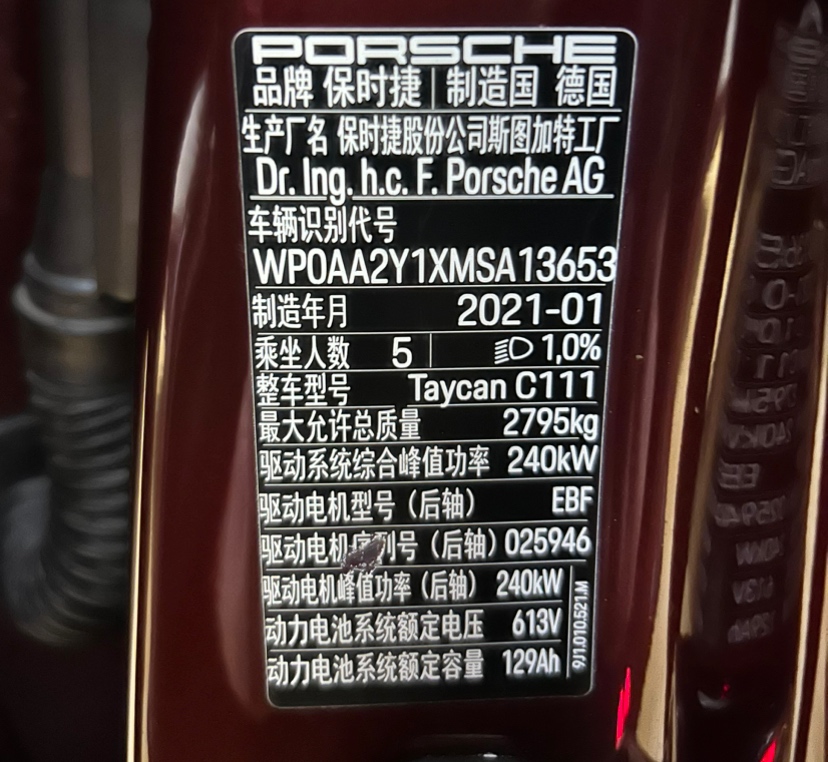 PORSCHE
品牌 保时捷 制造国 德国
生产厂名 保时捷股份公司斯图加特工厂
Dr. Ing. h.c. F. Porsche AG
车辆识别代号
WP0AA2Y1XMSA13653
制造年月 2021-01
乘坐人数 5 1,0%
整车型号 Taycan C111
最大允许总质量 2795kg
驱动系统综合峰值功率 240kW
驱动电机型号（后轴） EBF
驱动电机序列号（后轴）025946
驱动电机峰值功率（后轴） 240kW
动力电池系统额定电压 613V
动力电池系统额定容量 129Ah
9J1.010.521.M